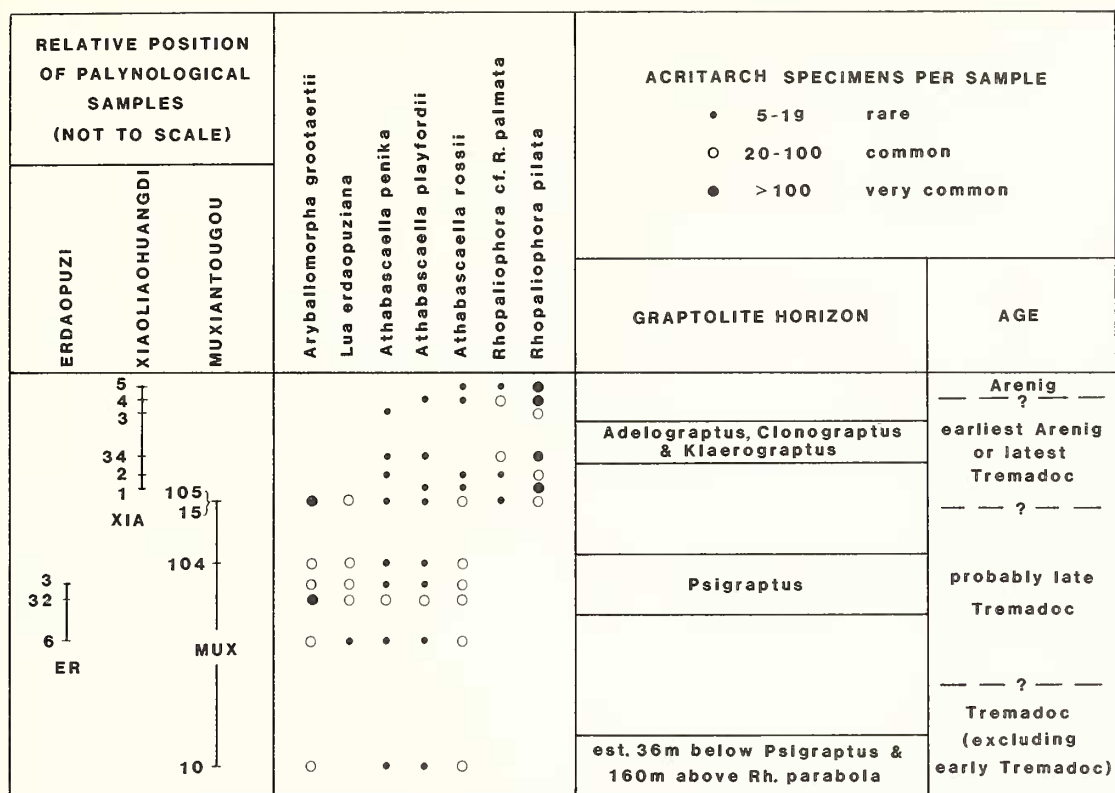 RELATIVE POSITION
OF PALYNOLOGICAL
SAMPLES
(NOT TO SCALE)
ERDAOPUZI
XIAOLIAOHUANGDI
MUXIANTOUGOU
Aryballomorpha grootaertii
Lua erdaopuziana
Athabascaella penika
Athabascaella playfordii
Athabascaella rossii
Rhopaliophora cf. R. palmata
Rhopaliophora pilata
ACRITARCH SPECIMENS PER SAMPLE
5-19 rare
20-100 common
>100 very common
GRAPTOLITE HORIZON
AGE
5
4
3
34
2
1
XIA
105
15
104
MUX
10
3
32
6
ER
Adelograptus, Clonograptus
& Klaerograptus
Psigraptus
est. 36m below Psigraptus &
160m above Rh. parabola
Arenig
— — ? — —
earliest Arenig
or latest
Tremadoc
— — ? — —
probably late
Tremadoc
— — ? — —
Tremadoc
(excluding
early Tremadoc)